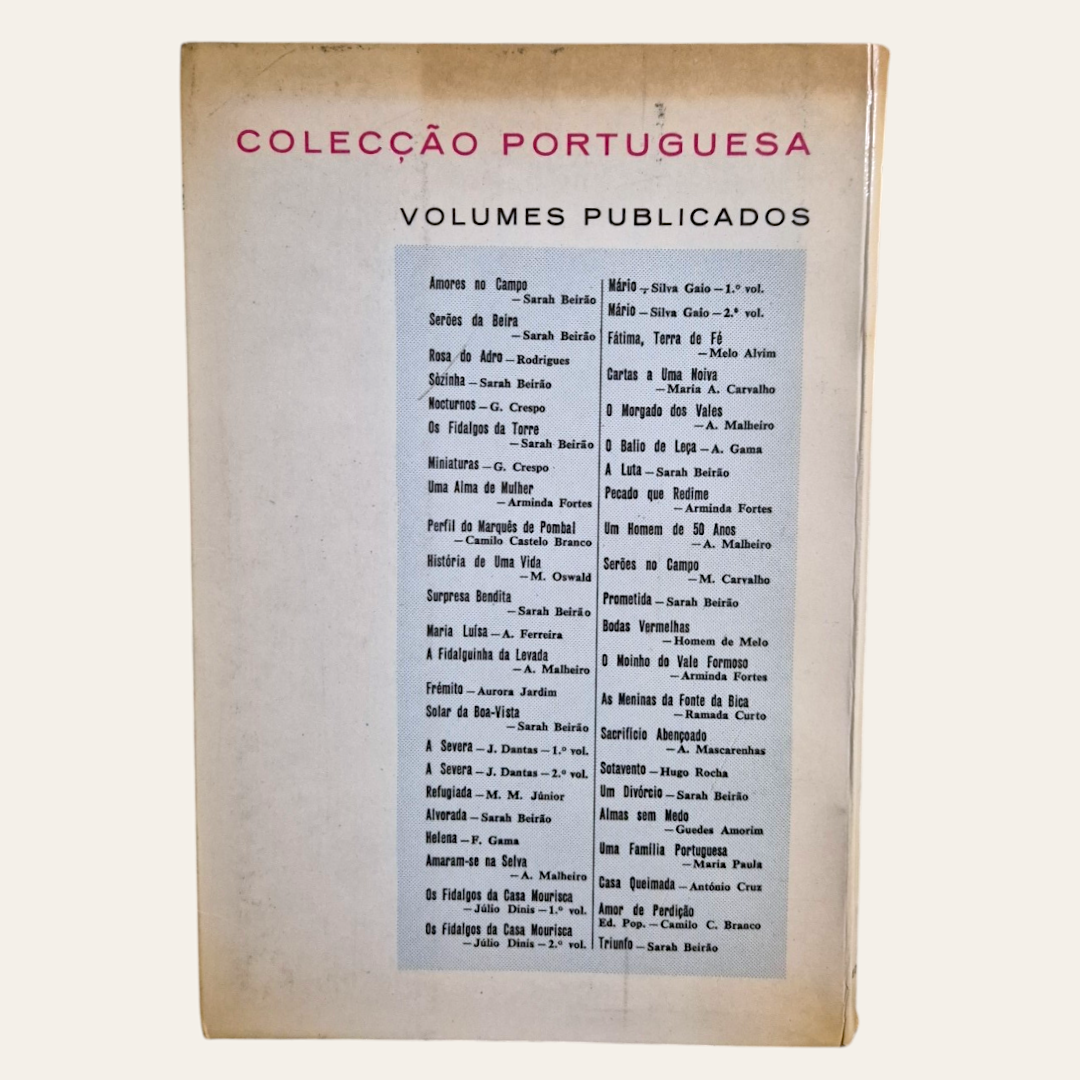 COLECÇÃO PORTUGUESA
VOLUMES PUBLICADOS
Amores no Campo
— Sarah Beirão
Serões da Beira
— Sarah Beirão
Rosa do Adro — Rodrigues
Sòzinha — Sarah Beirão
Nocturnos — G. Crespo
Os Fidalgos da Torre
— Sarah Beirão
Miniaturas — G. Crespo
Uma Alma de Mulher
— Arminda Fortes
Perfil do Marquês de Pombal
— Camilo Castelo Branco
História de Uma Vida
— M. Oswald
Surpresa Bendita
— Sarah Beirão
Maria Luísa — A. Ferreira
A Fidalguinha da Levada
— A. Malheiro
Frémito — Aurora Jardim
Solar da Boa-Vista
— Sarah Beirão
A Severa — J. Dantas — 1.º vol.
A Severa — J. Dantas — 2.º vol.
Refugiada — M. M. Júnior
Alvorada — Sarah Beirão
Helena — F. Gama
Amaram-se na Selva
— A. Malheiro
Os Fidalgos da Casa Mourisca
— Júlio Dinis — 1.º vol.
Os Fidalgos da Casa Mourisca
— Júlio Dinis — 2.º vol.
Mário — Silva Gaio — 1.º vol.
Mário — Silva Gaio — 2.º vol.
Fátima, Terra de Fé
— Melo Alvim
Cartas a Uma Noiva
— Maria A. Carvalho
O Morgado dos Vales
— A. Malheiro
O Balio de Leça — A. Gama
A Luta — Sarah Beirão
Pecado que Redime
— Arminda Fortes
Um Homem de 50 Anos
— A. Malheiro
Serões no Campo
— M. Carvalho
Prometida — Sarah Beirão
Bodas Vermelhas
— Homem de Melo
O Moinho do Vale Formoso
— Arminda Fortes
As Meninas da Fonte da Bica
— Ramada Curto
Sacrifício Abençoado
— A. Mascarenhas
Sotavento — Hugo Rocha
Um Divórcio — Sarah Beirão
Almas sem Medo
— Guedes Amorim
Uma Família Portuguesa
— Maria Paula
Casa Queimada — António Cruz
Amor de Perdição
Ed. Pop. — Camilo C. Branco
Triunfo — Sarah Beirão